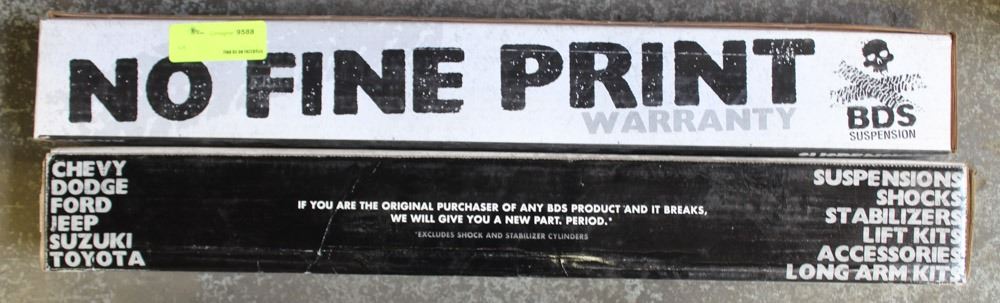 9588
NO FINE PRINT
WARRANTY
BDS
SUSPENSION
CHEVY
DODGE
FORD
JEEP
SUZUKI
TOYOTA
IF YOU ARE THE ORIGINAL PURCHASER OF ANY BDS PRODUCT AND IT BREAKS,
WE WILL GIVE YOU A NEW PART. PERIOD.*
*EXCLUDES SHOCK AND STABILIZER CYLINDERS
SUSPENSIONS
SHOCKS
STABILIZERS
LIFT KITS
ACCESSORIES
LONG ARM KITS